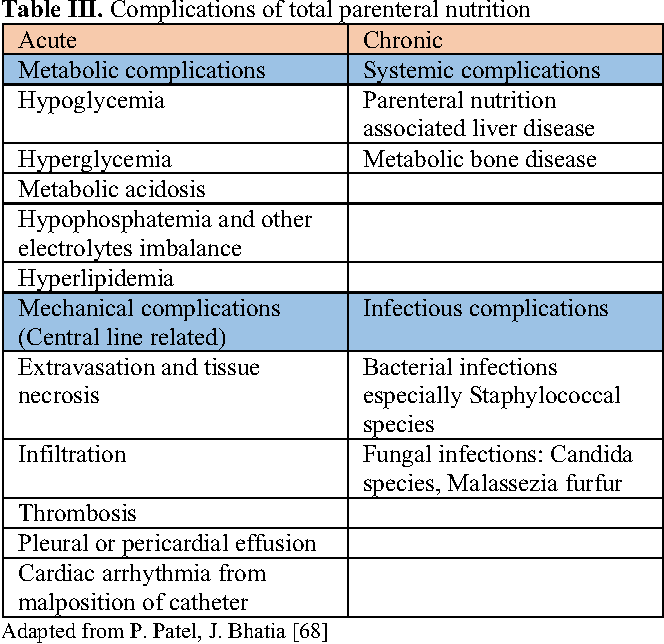 Table III. Complications of total parenteral nutrition
Acute Chronic
Metabolic complications Systemic complications
Hypoglycemia Parenteral nutrition
associated liver disease
Hyperglycemia Metabolic bone disease
Metabolic acidosis
Hypophosphatemia and other
electrolytes imbalance
Hyperlipidemia
Mechanical complications Infectious complications
(Central line related)
Extravasation and tissue Bacterial infections
necrosis especially Staphylococcal
species
Infiltration Fungal infections: Candida
species, Malassezia furfur
Thrombosis
Pleural or pericardial effusion
Cardiac arrhythmia from
malposition of catheter
Adapted from P. Patel, J. Bhatia [68]